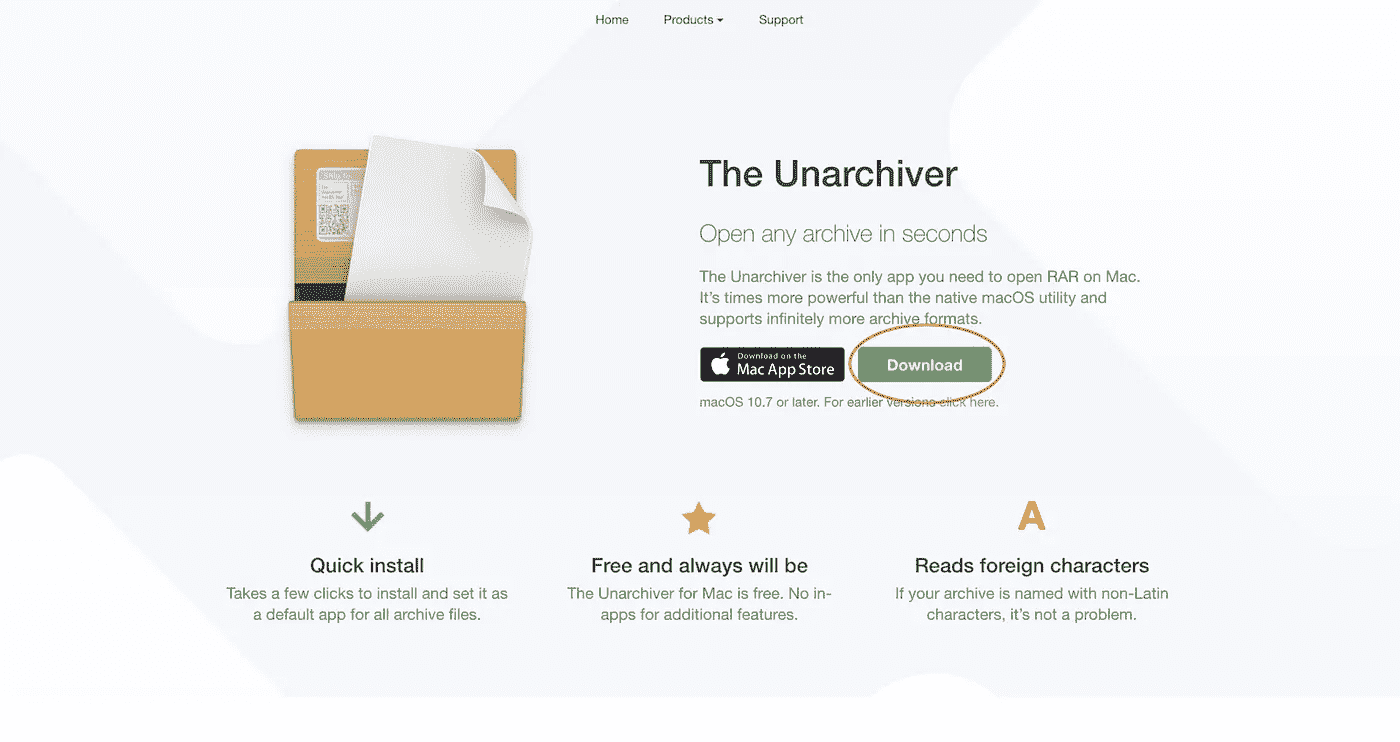 Home Products Support
Ship to
The Unarchiver
Open any archive in seconds
The Unarchiver is the only app you need to open RAR on Mac.
It's times more powerful than the native macOS utility and
supports infinitely more archive formats.
Download on the
Mac App Store
Download
macOS 10.7 or later. For earlier versions click here.
Quick install
Takes a few clicks to install and set it as
a default app for all archive files.
Free and always will be
The Unarchiver for Mac is free. No in-
apps for additional features.
A
Reads foreign characters
If your archive is named with non-Latin
characters, it's not a problem.